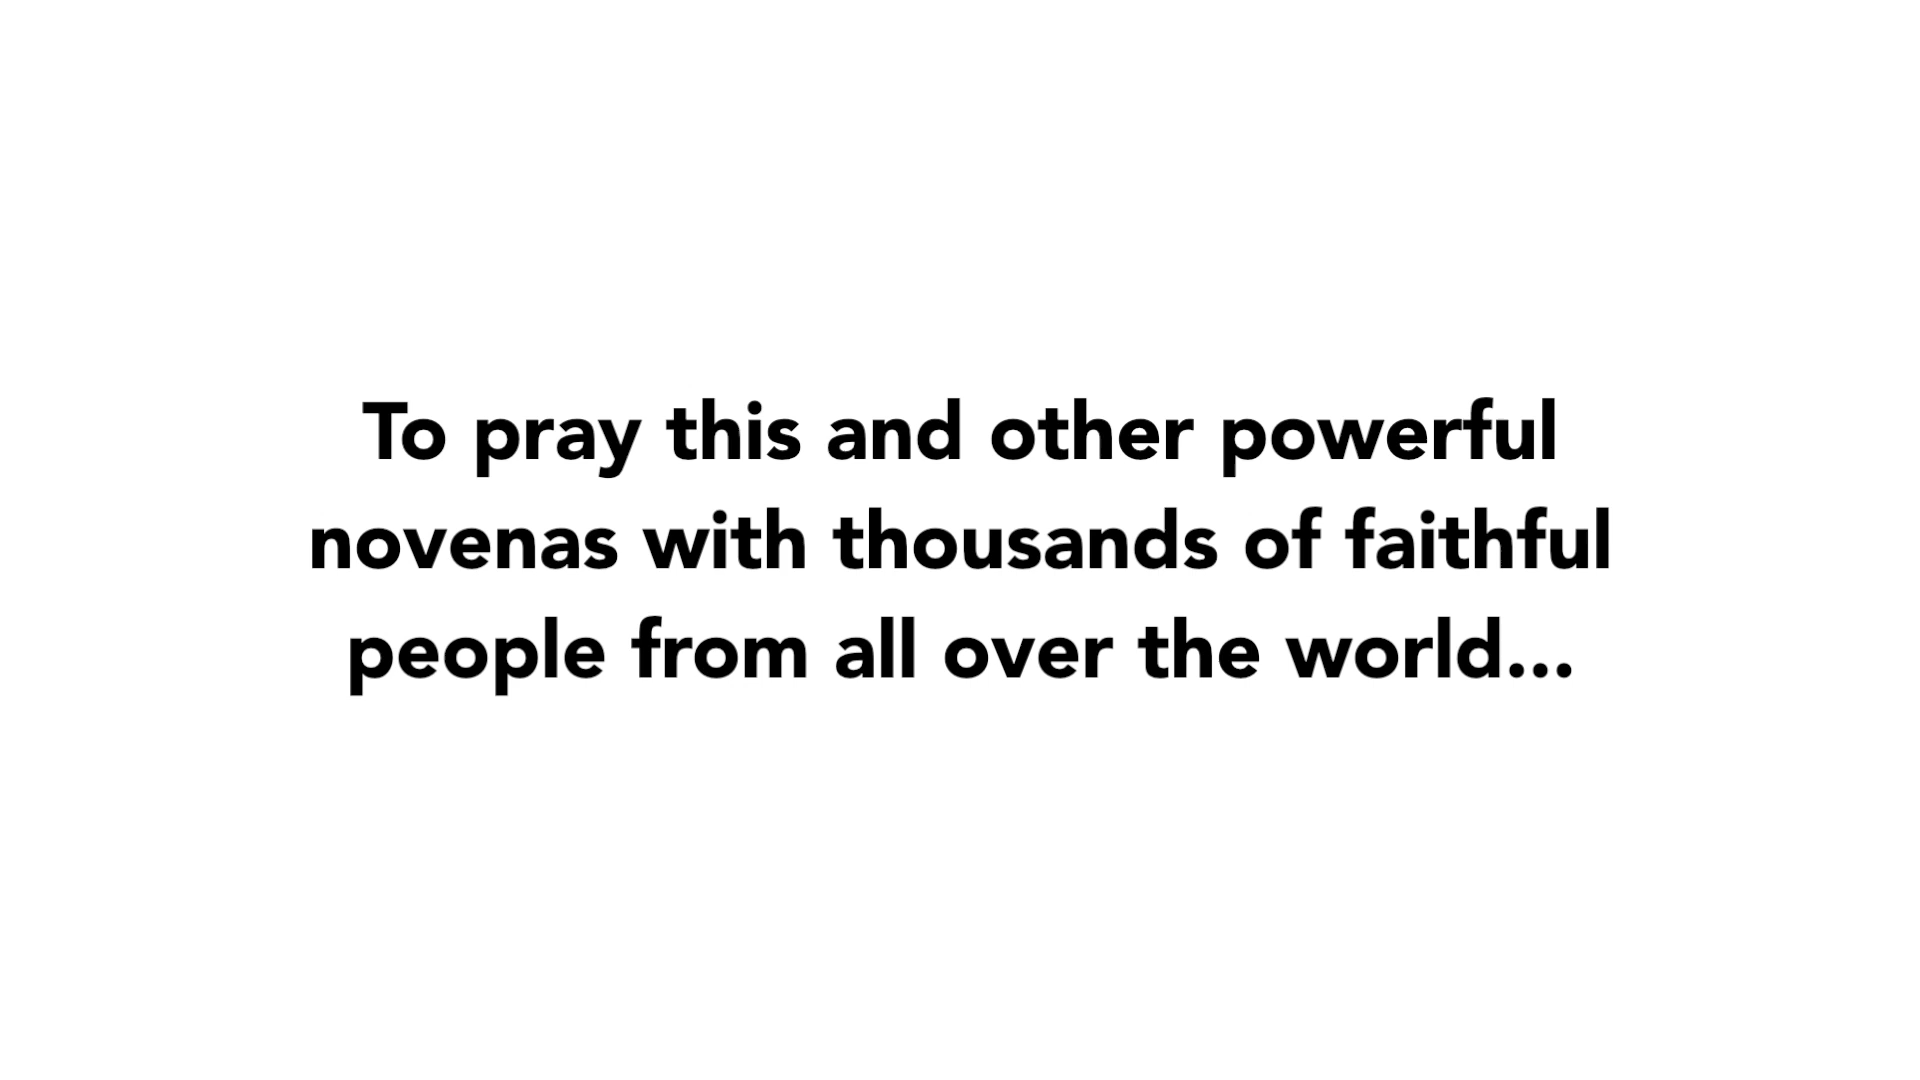 To pray this and other powerful
novenas with thousands of faithful
people from all over the world...